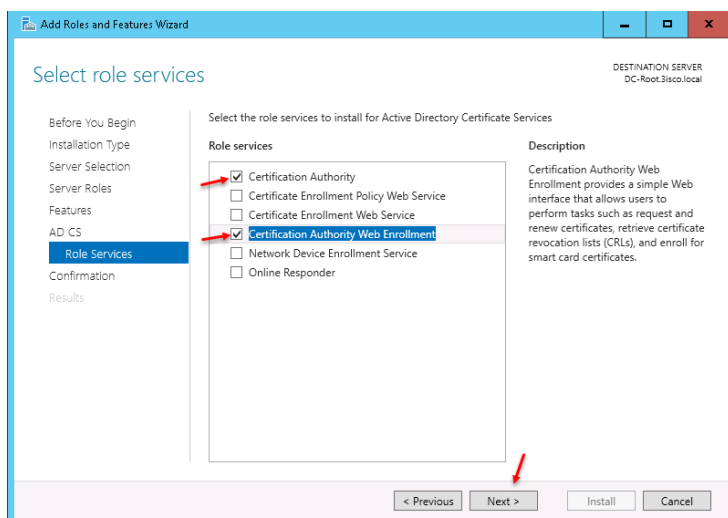 Add Roles and Features Wizard
Select role services
DESTINATION SERVER
DC-Root.3isco.local
Before You Begin
Installation Type
Server Selection
Server Roles
Features
AD CS
Role Services
Confirmation
Results
Select the role services to install for Active Directory Certificate Services
Role services
Certification Authority
Certificate Enrollment Policy Web Service
Certificate Enrollment Web Service
Certification Authority Web Enrollment
Network Device Enrollment Service
Online Responder
Description
Certification Authority Web
Enrollment provides a simple Web
interface that allows users to
perform tasks such as request and
renew certificates, retrieve certificate
revocation lists (CRLs), and enroll for
smart card certificates.
< Previous
Next >
Install
Cancel